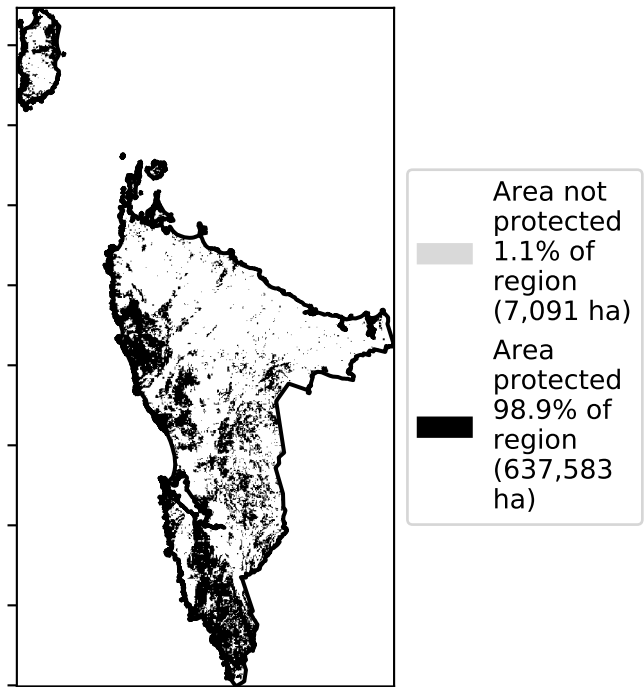 Area not
protected
1.1% of
region
(7,091 ha)
Area
protected
98.9% of
region
(637,583
ha)